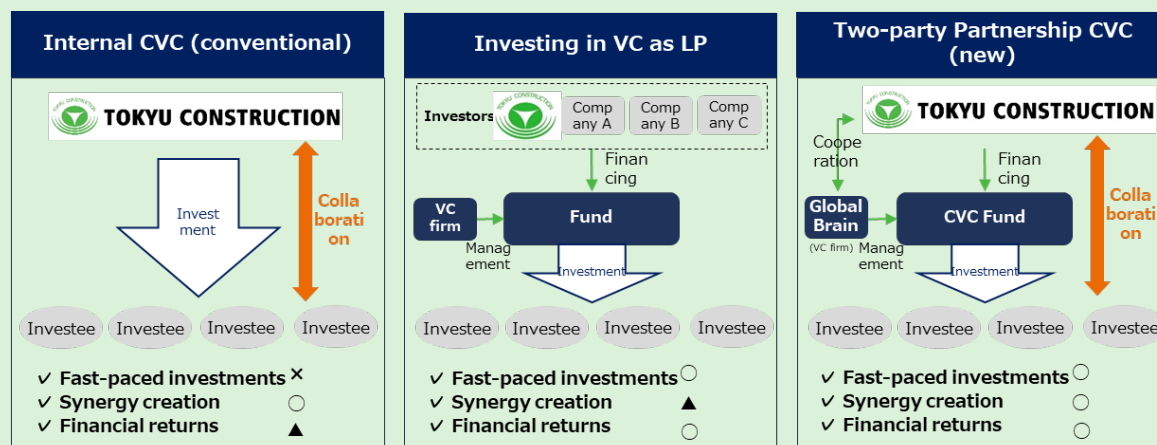 Internal CVC (conventional)
TOKYU CONSTRUCTION
TOKYU CONSTRUCTION
Invest
ment
Colla
borati
on
Investee
Investee
Investee
Investee
✓ Fast-paced investments ×
✓ Synergy creation ○
✓ Financial returns ▲
Investing in VC as LP
Investors
Comp
any A
Comp
any B
Comp
any C
Finan
cing
VC
firm
Fund
Manag
ement
Investment
Investee
Investee
Investee
Investee
✓ Fast-paced investments ○
✓ Synergy creation ▲
✓ Financial returns ○
Two-party Partnership CVC
(new)
TOKYU CONSTRUCTION
TOKYU CONSTRUCTION
Coope
ration
Finan
cing
Global
Brain
(VC firm)
CVC Fund
Manag
ement
Investment
Colla
borati
on
Investee
Investee
Investee
Investee
✓ Fast-paced investments ○
✓ Synergy creation ○
✓ Financial returns ○